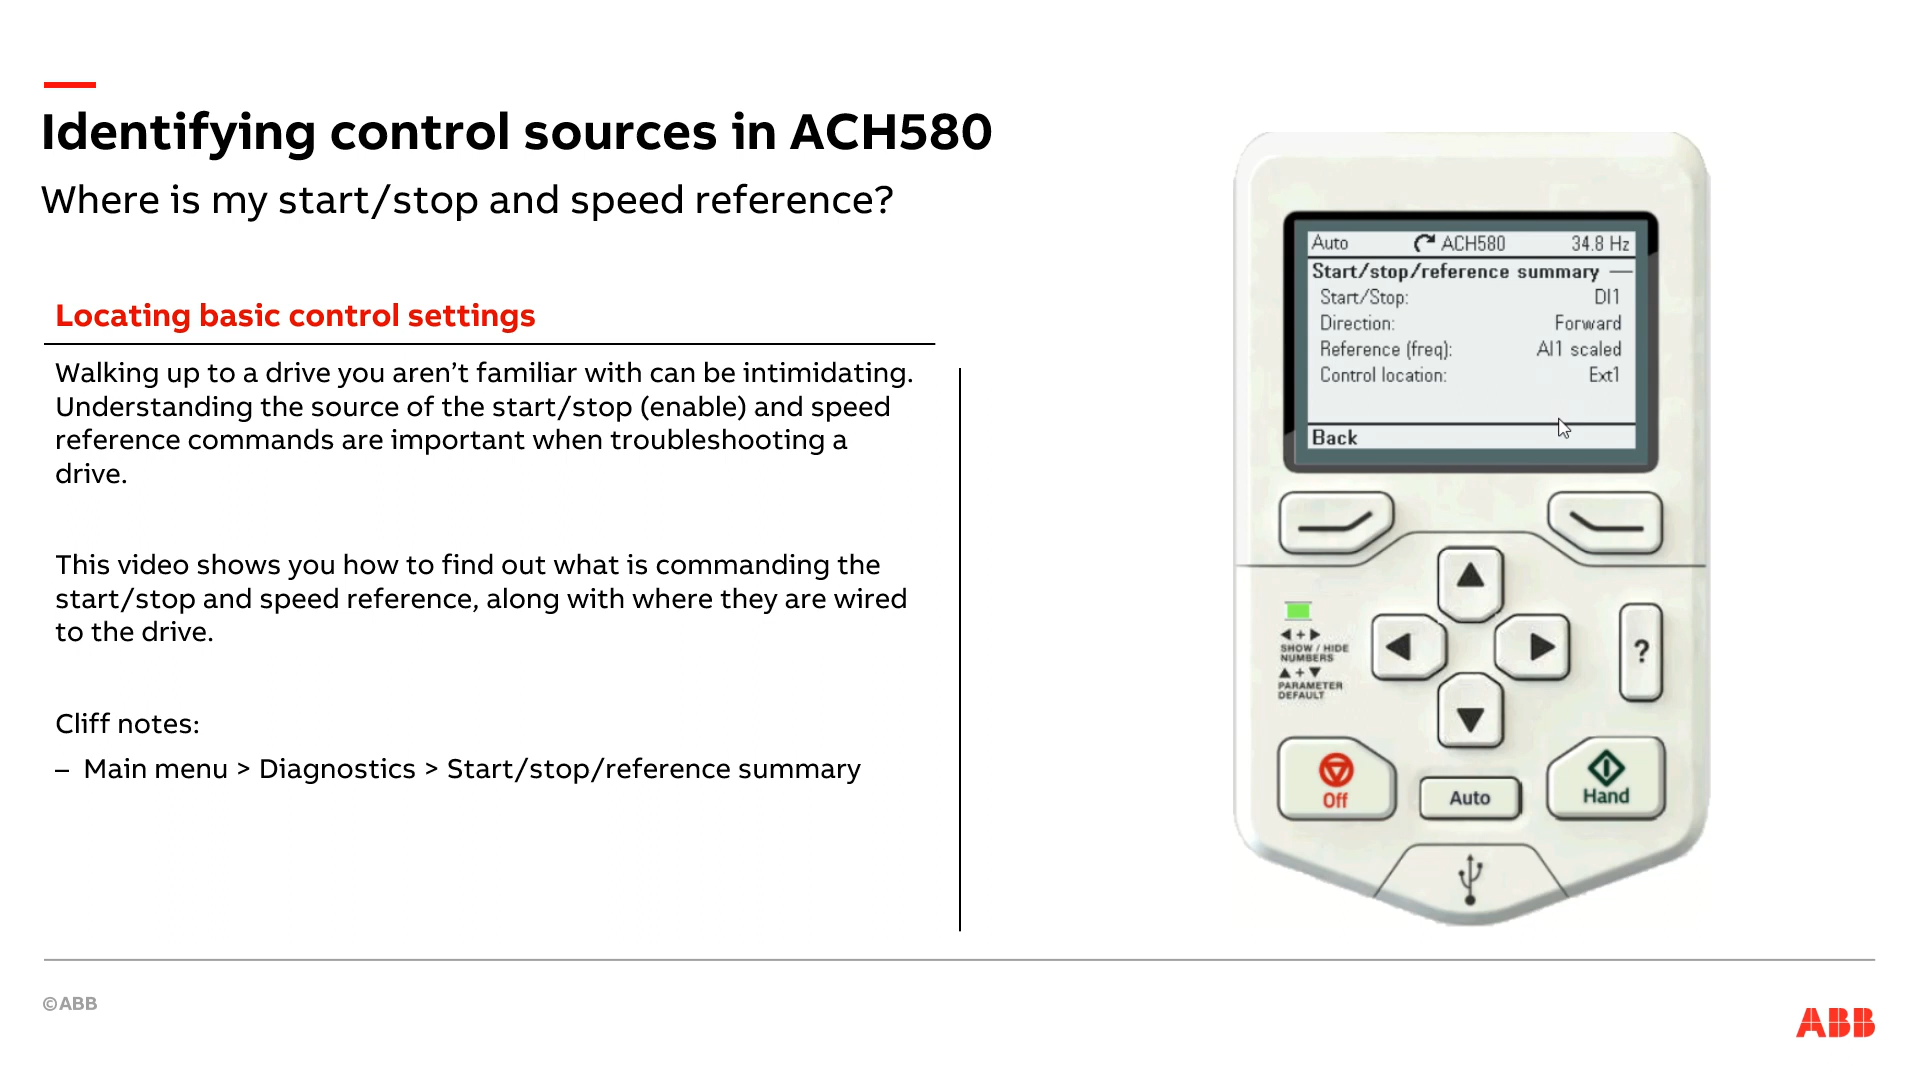 Identifying control sources in ACH580
Where is my start/stop and speed reference?
Locating basic control settings
Walking up to a drive you aren’t familiar with can be intimidating.
Understanding the source of the start/stop (enable) and speed
reference commands are important when troubleshooting a
drive.
This video shows you how to find out what is commanding the
start/stop and speed reference, along with where they are wired
to the drive.
Cliff notes:
– Main menu > Diagnostics > Start/stop/reference summary
Auto ACH580 34.8 Hz
Start/stop/reference summary
Start/Stop: DI1
Direction: Forward
Reference (freq): AI1 scaled
Control location: Ext1
Back
◀ + ▶
SHOW / HIDE
NUMBERS
▲ + ▼
PARAMETER
DEFAULT
?
Off
Auto
Hand
©ABB
ABB